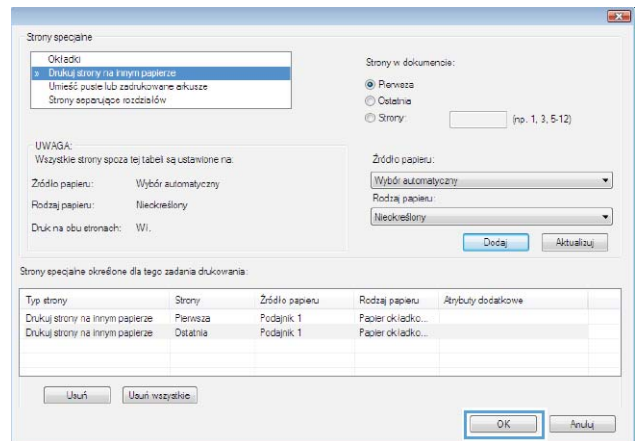 Strony specjalne
Okładki
» Drukuj strony na innym papierze
Umieść puste lub zadrukowane arkusze
Strony separujące rozdziałów
Strony w dokumencie:
Pierwsza
Ostatnia
Strony: (np. 1, 3, 5-12)
UWAGA:
Wszystkie strony spoza tej tabeli są ustawione na:
Źródło papieru: Wybór automatyczny
Rodzaj papieru: Nieokreślony
Druk na obu stronach: Wł.
Źródło papieru:
Wybór automatyczny
Rodzaj papieru:
Nieokreślony
Dodaj Aktualizuj
Strony specjalne określone dla tego zadania drukowania:
Typ strony Strony Źródło papieru Rodzaj papieru Atrybuty dodatkowe
Drukuj strony na innym papierze Pierwsza Podajnik 1 Papier okładko...
Drukuj strony na innym papierze Ostatnia Podajnik 1 Papier okładko...
Usuń Usuń wszystkie
OK Anuluj